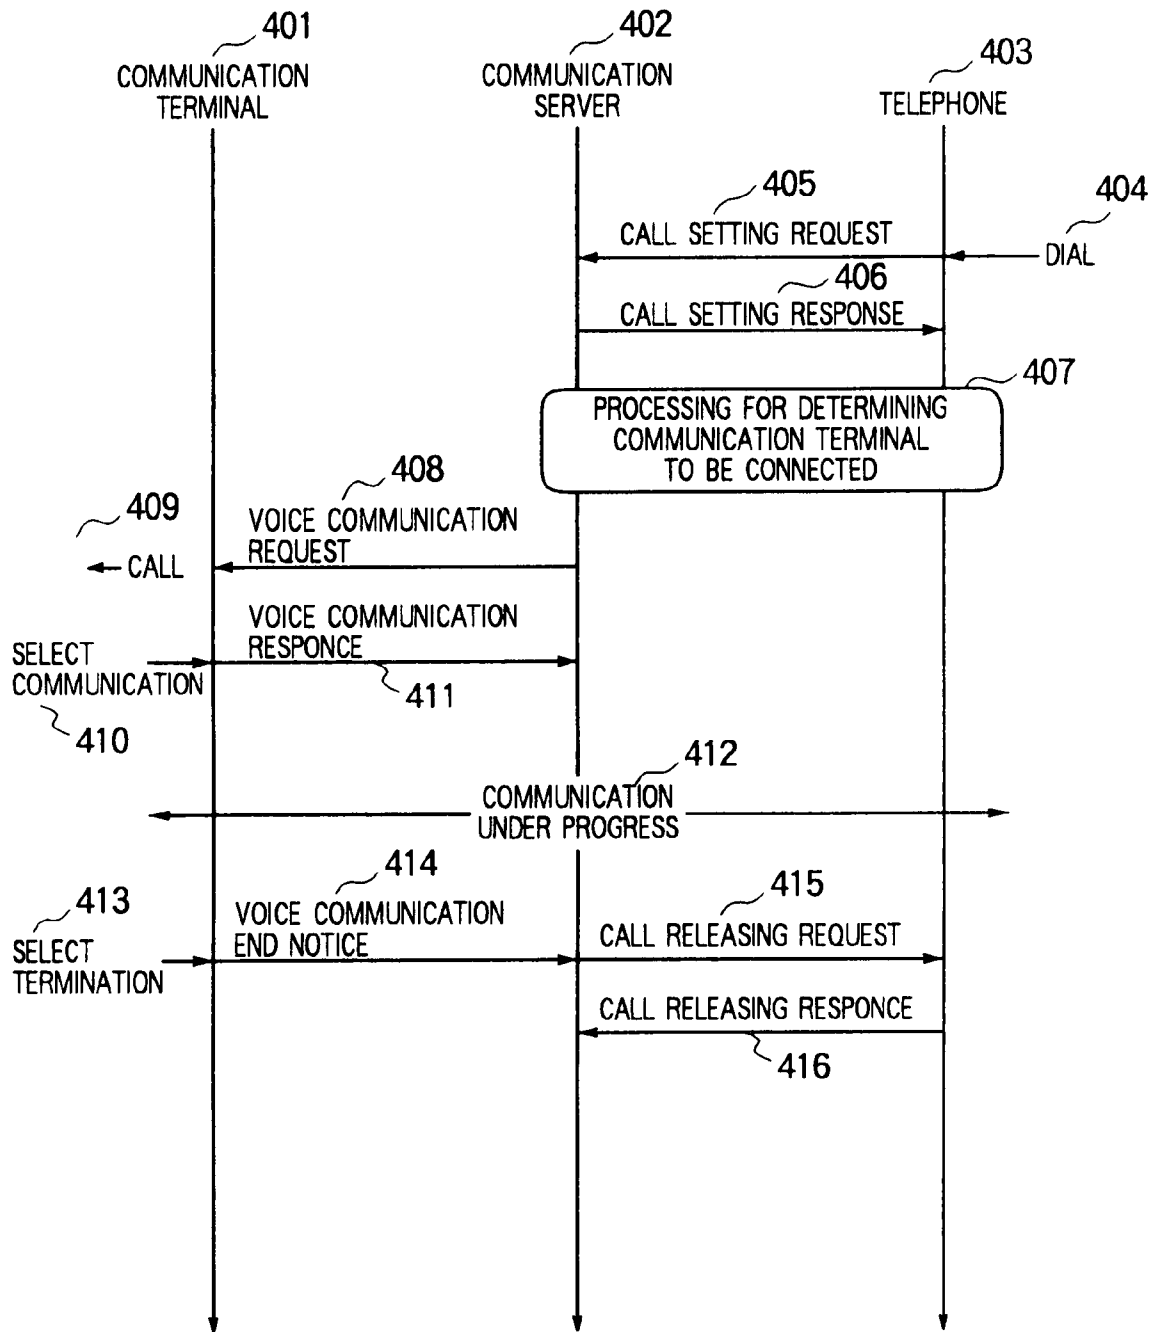 401
402
403
COMMUNICATION
TERMINAL
COMMUNICATION
SERVER
TELEPHONE
405
404
CALL SETTING REQUEST
DIAL
406
CALL SETTING RESPONSE
407
PROCESSING FOR DETERMINING
COMMUNICATION TERMINAL
TO BE CONNECTED
408
409
VOICE COMMUNICATION
REQUEST
CALL
VOICE COMMUNICATION
RESPONCE
SELECT
COMMUNICATION
411
410
412
COMMUNICATION
UNDER PROGRESS
414
415
413
VOICE COMMUNICATION
END NOTICE
CALL RELEASING REQUEST
SELECT
TERMINATION
CALL RELEASING RESPONCE
416